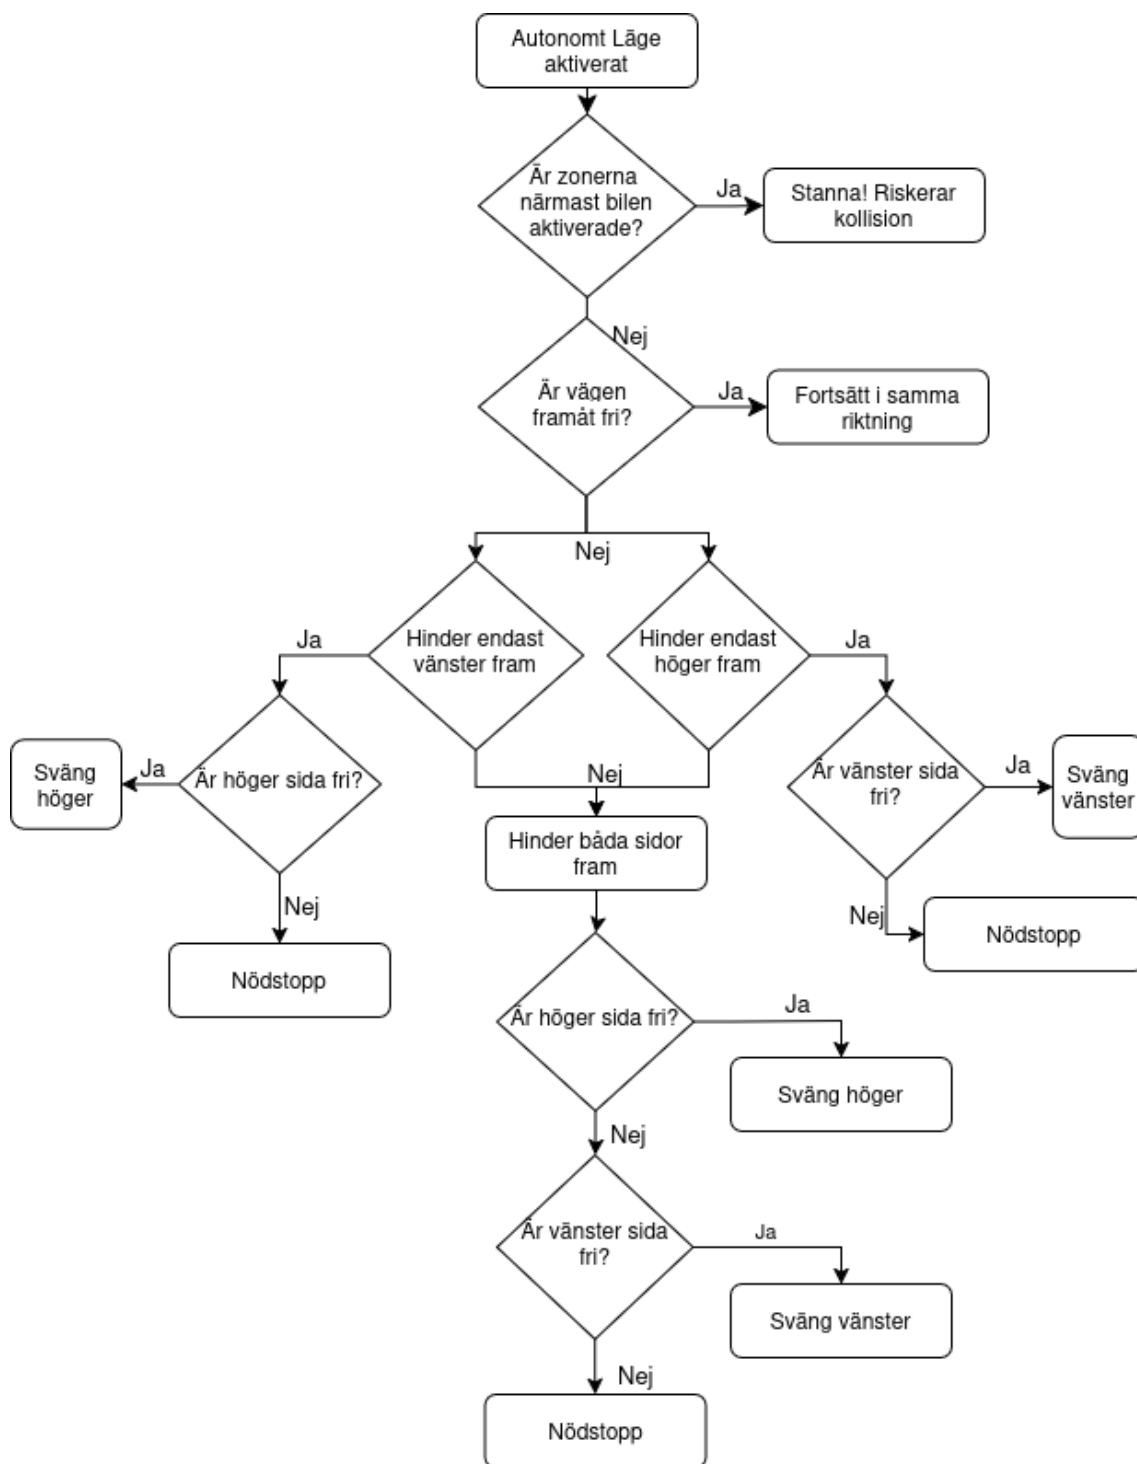 Autonomt Läge
aktiverat
Är zonerna
närmast bilen
aktiverade?
Ja
Stanna! Riskerar
kollision
Nej
Är vägen
framåt fri?
Ja
Fortsätt i samma
riktning
Nej
Hinder endast
vänster fram
Hinder endast
höger fram
Ja
Ja
Är höger sida fri?
Ja
Sväng
höger
Nej
Nödstopp
Nej
Är vänster sida
fri?
Ja
Sväng
vänster
Nej
Nödstopp
Hinder båda sidor
fram
Är höger sida fri?
Ja
Sväng höger
Nej
Är vänster sida
fri?
Ja
Sväng vänster
Nej
Nödstopp